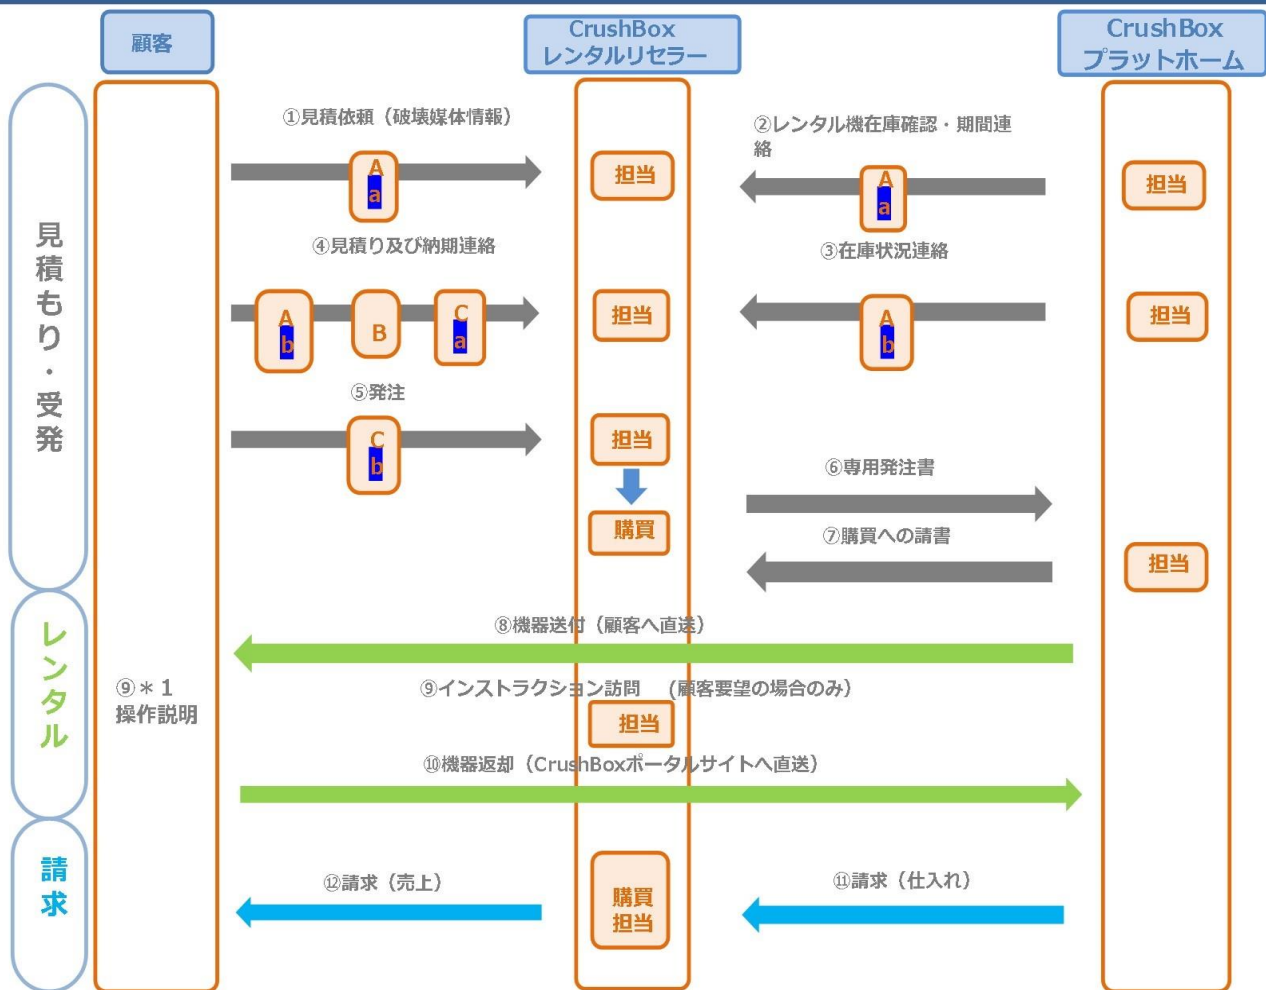 顧客
CrushBox
レンタルリセラー
CrushBox
プラットホーム
見積もり・受発
①見積依頼（破壊媒体情報）
A
a
担当
②レンタル機在庫確認・期間連
絡
A
a
担当
④見積り及び納期連絡
A
b
B
C
a
担当
③在庫状況連絡
A
b
担当
⑤発注
C
b
担当
購買
⑥専用発注書
⑦購買への請書
担当
レンタル
⑧機器送付（顧客へ直送）
⑨＊1
操作説明
⑨インストラクション訪問 (顧客要望の場合のみ）
担当
⑩機器返却（CrushBoxポータルサイトへ直送）
請求
⑫請求（売上）
購買
担当
⑪請求（仕入れ）